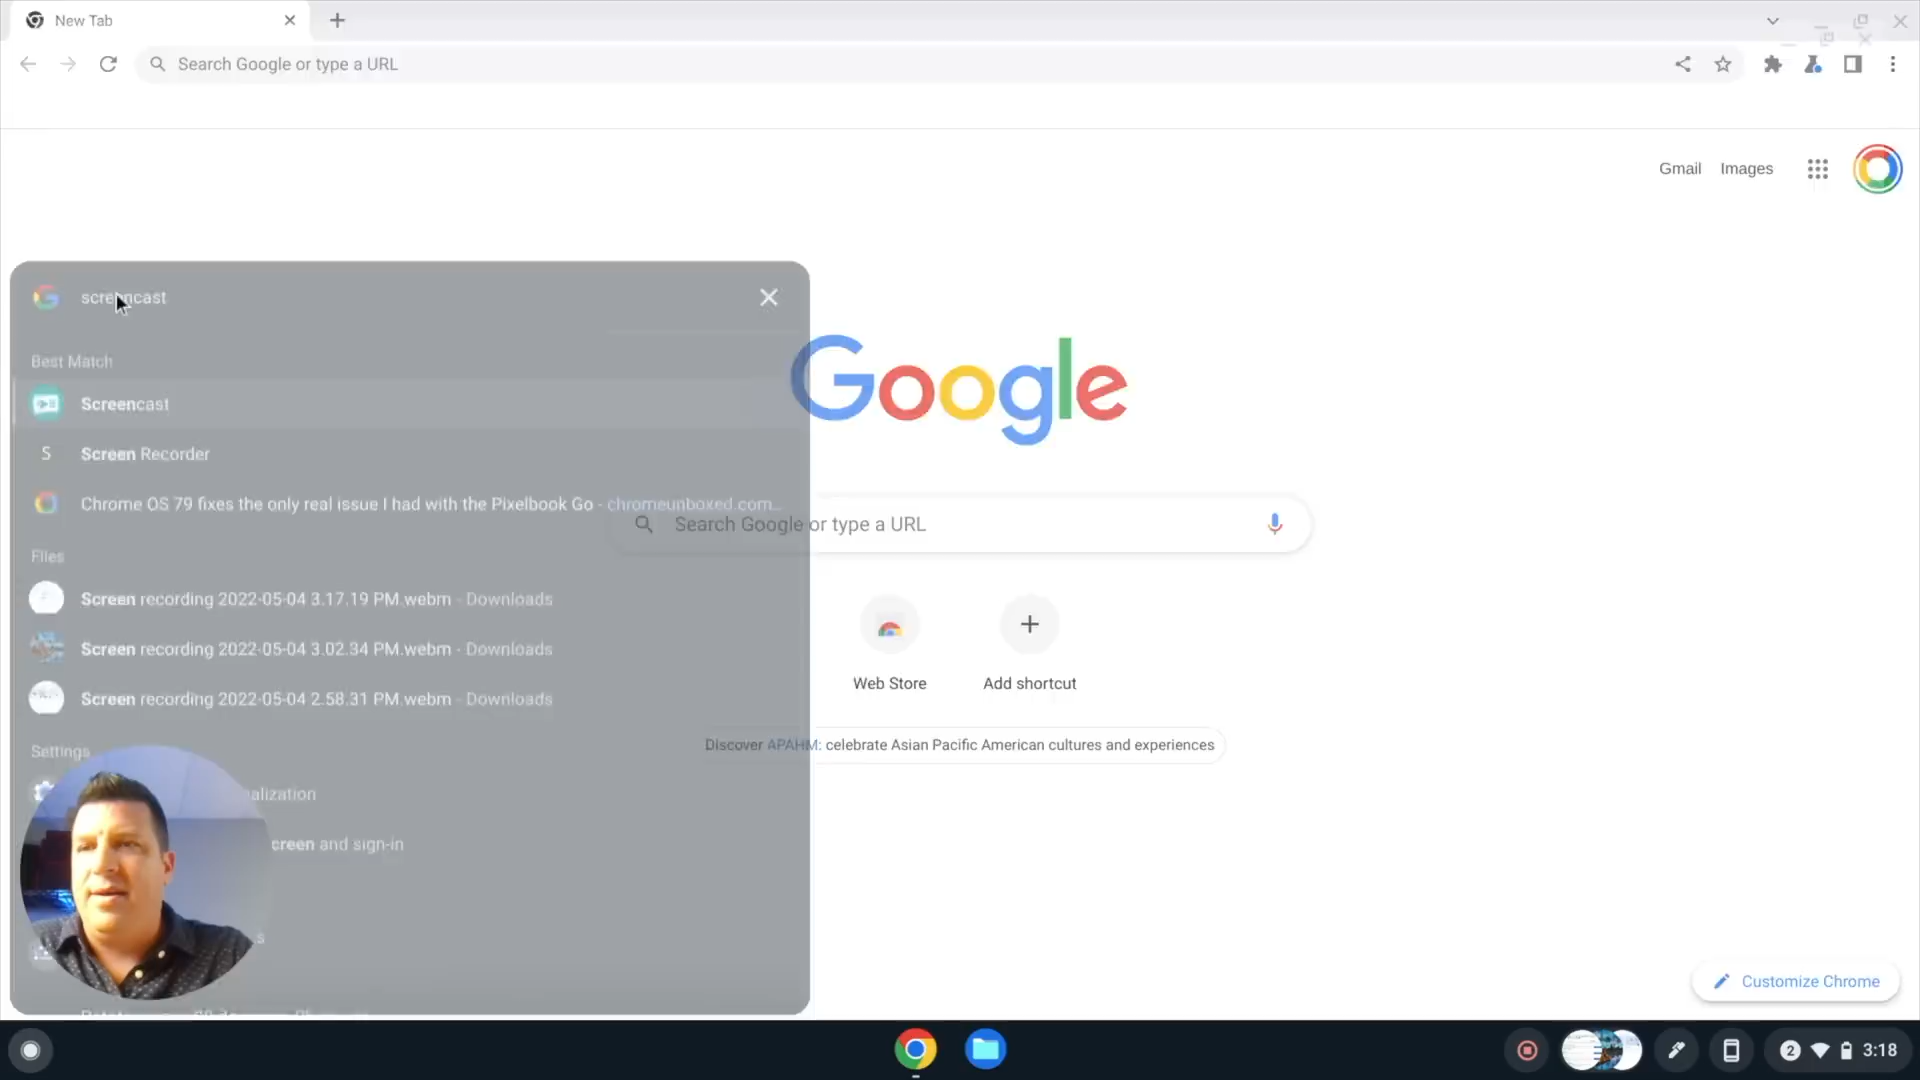 New Tab
Search Google or type a URL
Gmail Images
screencast
Best Match
Screencast
S Screen Recorder
Chrome OS 79 fixes the only real issue I had with the Pixelbook Go - chromeunboxed.com...
Files
Screen recording 2022-05-04 3.17.19 PM.webm - Downloads
Screen recording 2022-05-04 3.02.34 PM.webm - Downloads
Screen recording 2022-05-04 2.58.31 PM.webm - Downloads
Settings
alization
creen and sign-in
s
Google
Search Google or type a URL
Web Store Add shortcut
Discover APAHM: celebrate Asian Pacific American cultures and experiences
Customize Chrome
2 3:18